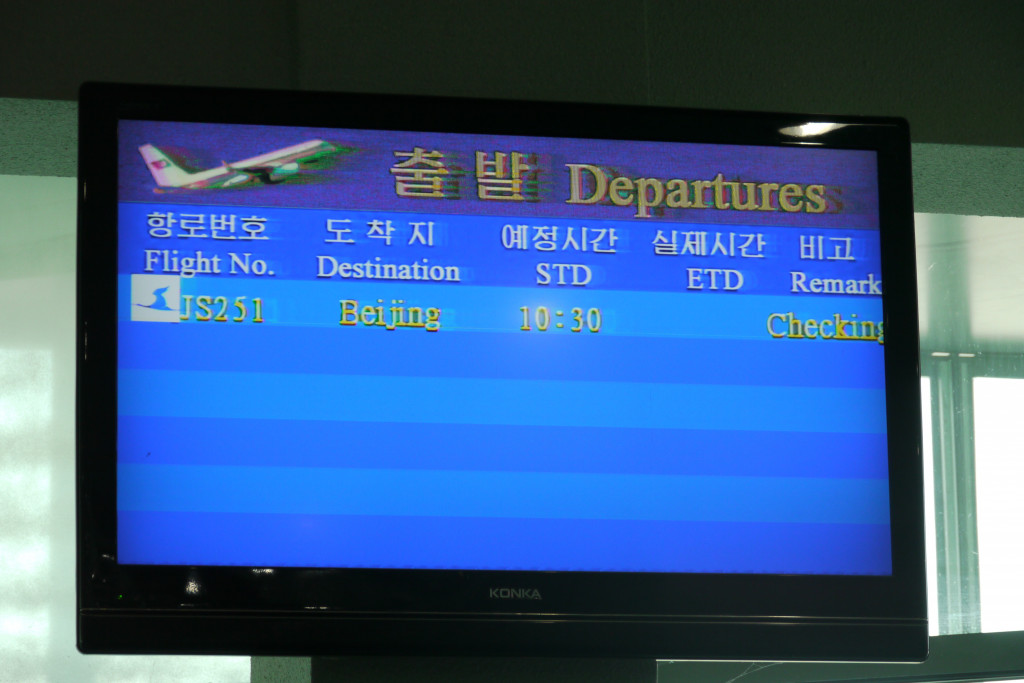 출 발 Departures
항로번호 도 착 지 예정시간 실제시간 비고
Flight No. Destination STD ETD Remark
JS251 Beijing 10:30 Checking
KONKA